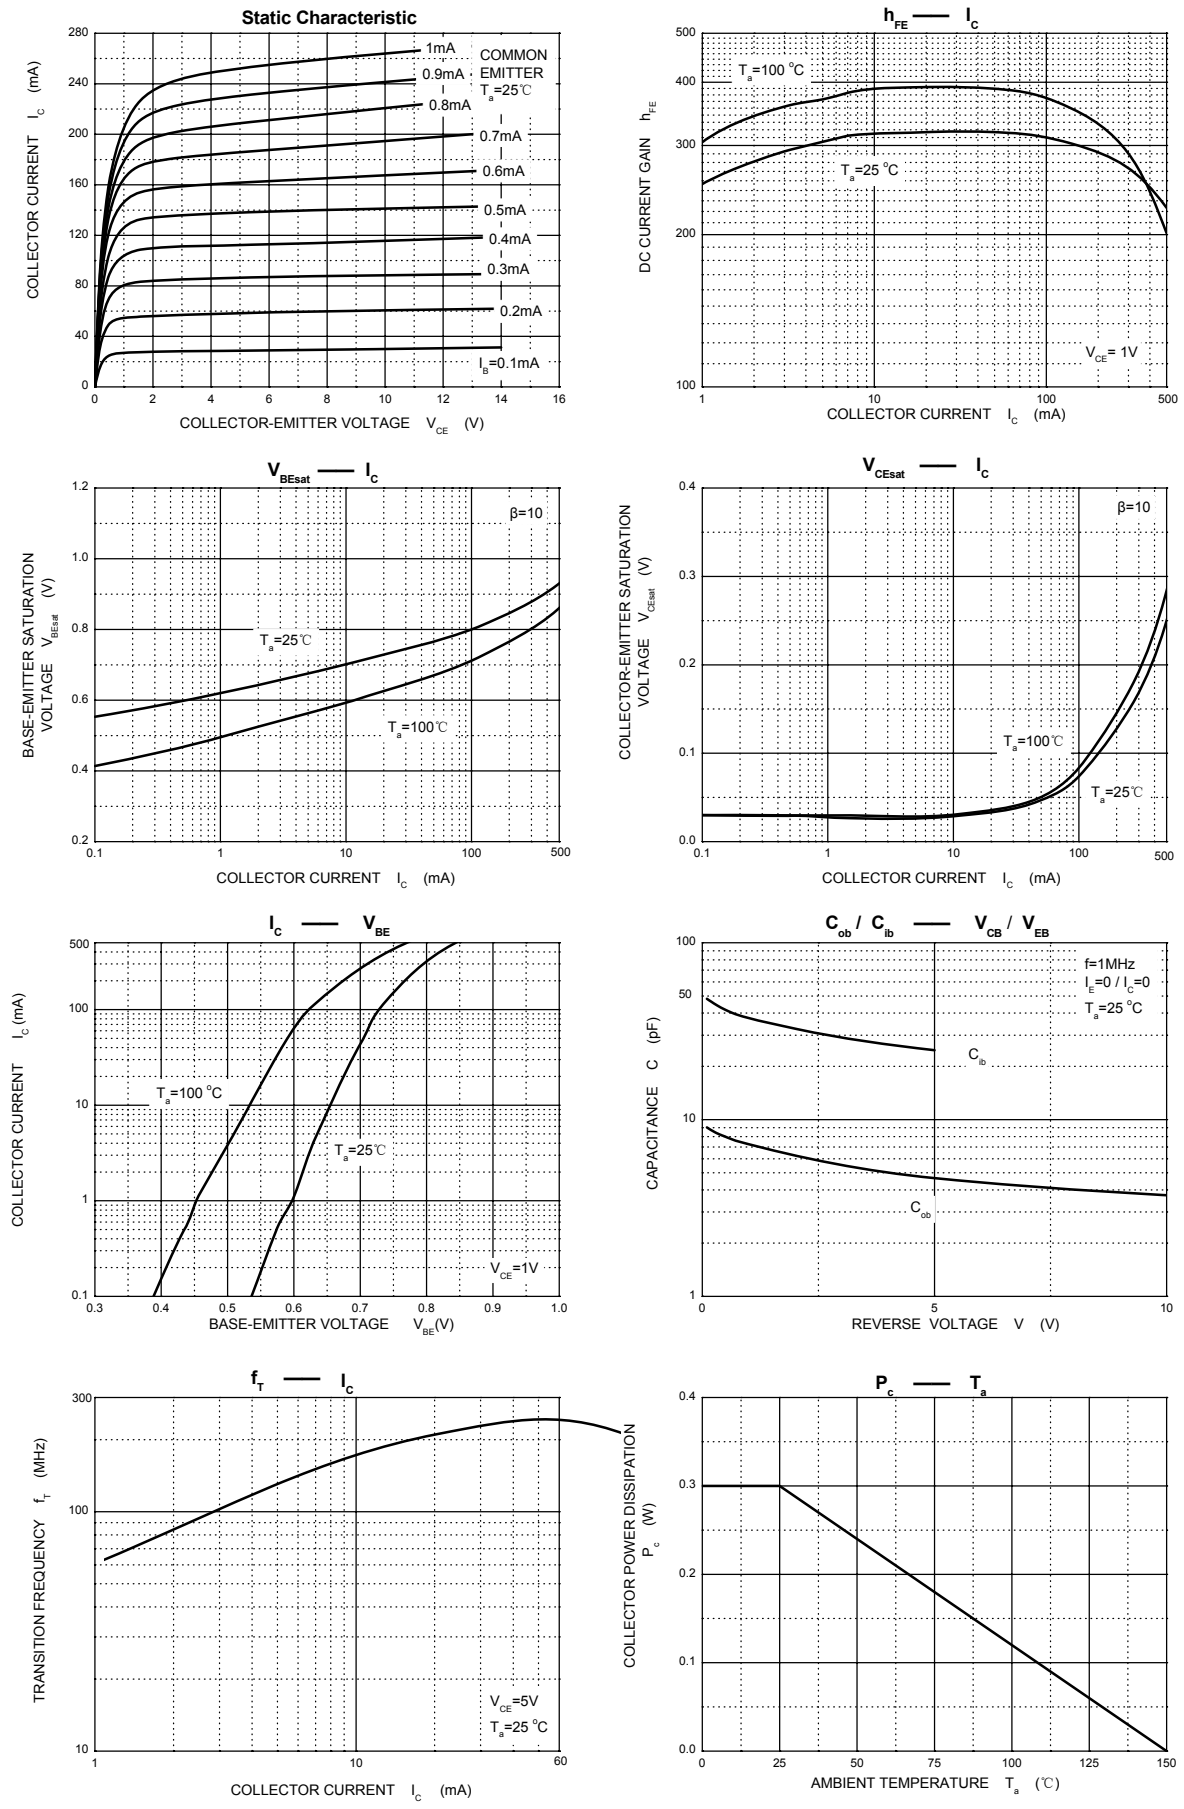 Static Characteristic
COLLECTOR CURRENT I_C (mA)
280
240
200
160
120
80
40
0
1mA
COMMON
EMITTER
T_a=25℃
0.9mA
0.8mA
0.7mA
0.6mA
0.5mA
0.4mA
0.3mA
0.2mA
I_B=0.1mA
0 2 4 6 8 10 12 14 16
COLLECTOR-EMITTER VOLTAGE V_CE (V)
h_FE —— I_C
DC CURRENT GAIN h_FE
500
400
300
200
100
T_a=100 °C
T_a=25 °C
V_CE= 1V
1 10 100 500
COLLECTOR CURRENT I_C (mA)
V_BEsat —— I_C
BASE-EMITTER SATURATION
VOLTAGE V_BEsat (V)
1.2
1.0
0.8
0.6
0.4
0.2
β=10
T_a=25℃
T_a=100℃
0.1 1 10 100 500
COLLECTOR CURRENT I_C (mA)
V_CEsat —— I_C
COLLECTOR-EMITTER SATURATION
VOLTAGE V_CEsat (V)
0.4
0.3
0.2
0.1
0.0
β=10
T_a=100℃
T_a=25℃
0.1 1 10 100 500
COLLECTOR CURRENT I_C (mA)
I_C —— V_BE
COLLECTOR CURRENT I_C (mA)
500
100
10
1
0.1
T_a=100 °C
T_a=25℃
V_CE=1V
0.3 0.4 0.5 0.6 0.7 0.8 0.9 1.0
BASE-EMITTER VOLTAGE V_BE(V)
C_ob / C_ib —— V_CB / V_EB
CAPACITANCE C (pF)
100
50
10
1
f=1MHz
I_E=0 / I_C=0
T_a=25 °C
C_ib
C_ob
0 5 10
REVERSE VOLTAGE V (V)
f_T —— I_C
TRANSITION FREQUENCY f_T (MHz)
300
100
10
V_CE=5V
T_a=25 °C
1 10 60
COLLECTOR CURRENT I_C (mA)
P_c —— T_a
COLLECTOR POWER DISSIPATION
P_c (W)
0.4
0.3
0.2
0.1
0.0
0 25 50 75 100 125 150
AMBIENT TEMPERATURE T_a (℃)